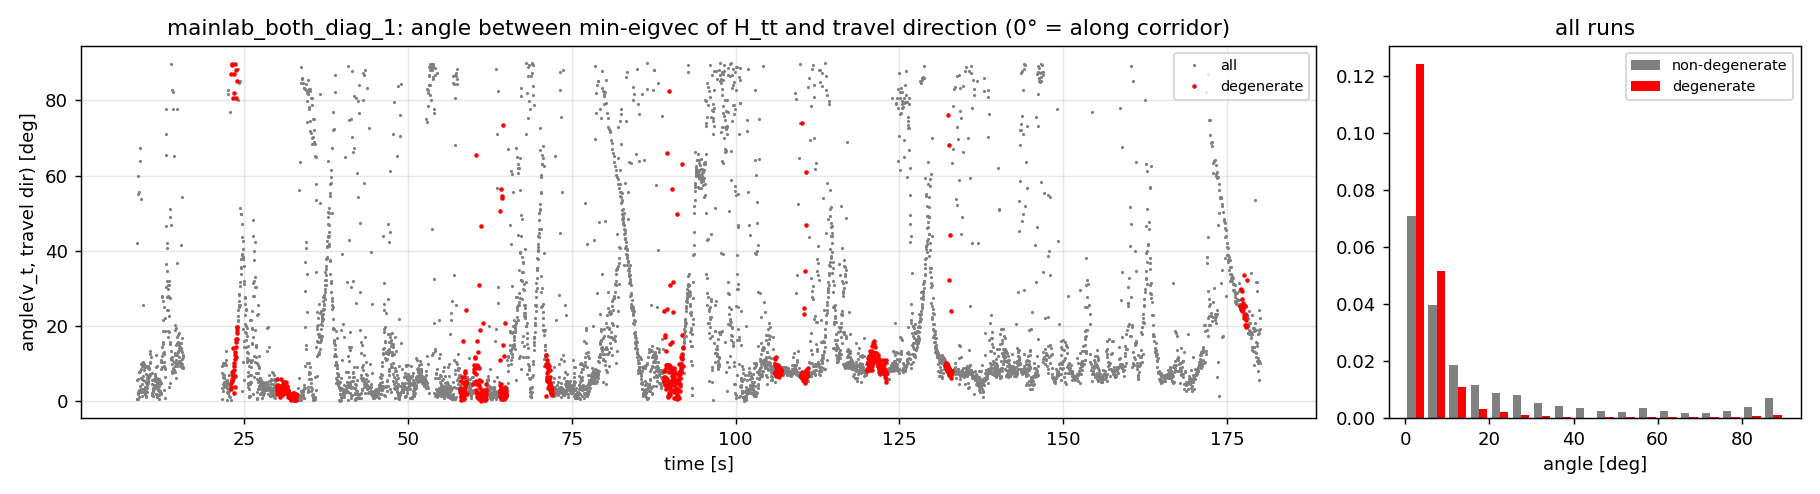 mainlab_both_diag_1: angle between min-eigvec of H_tt and travel direction (0° = along corridor)
angle(v_t, travel dir) [deg]
80
60
40
20
0
25
50
75
100
125
150
175
time [s]
all
degenerate
all runs
0.12
0.10
0.08
0.06
0.04
0.02
0.00
0
20
40
60
80
angle [deg]
non-degenerate
degenerate